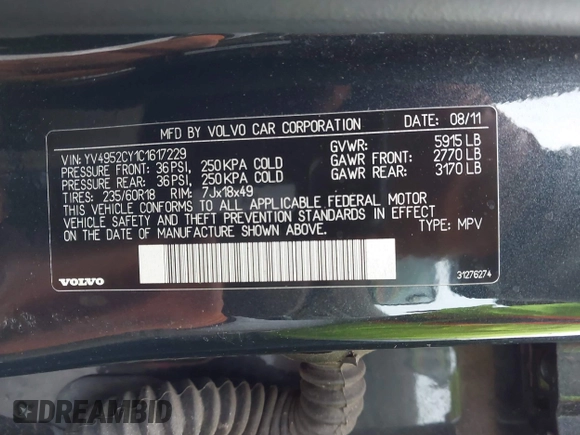 MFD BY VOLVO CAR CORPORATION DATE: 08/11
VIN: YV4952CY1C1617229 GVWR: 5915 LB
PRESSURE FRONT: 36 PSI, 250 KPA COLD GAWR FRONT: 2770 LB
PRESSURE REAR: 36 PSI, 250 KPA COLD GAWR REAR: 3170 LB
TIRES: 235/60R18 RIM: 7Jx18x49
THIS VEHICLE CONFORMS TO ALL APPLICABLE FEDERAL MOTOR
VEHICLE SAFETY AND THEFT PREVENTION STANDARDS IN EFFECT
ON THE DATE OF MANUFACTURE SHOWN ABOVE. TYPE: MPV
VOLVO 31276274
DREAMBID